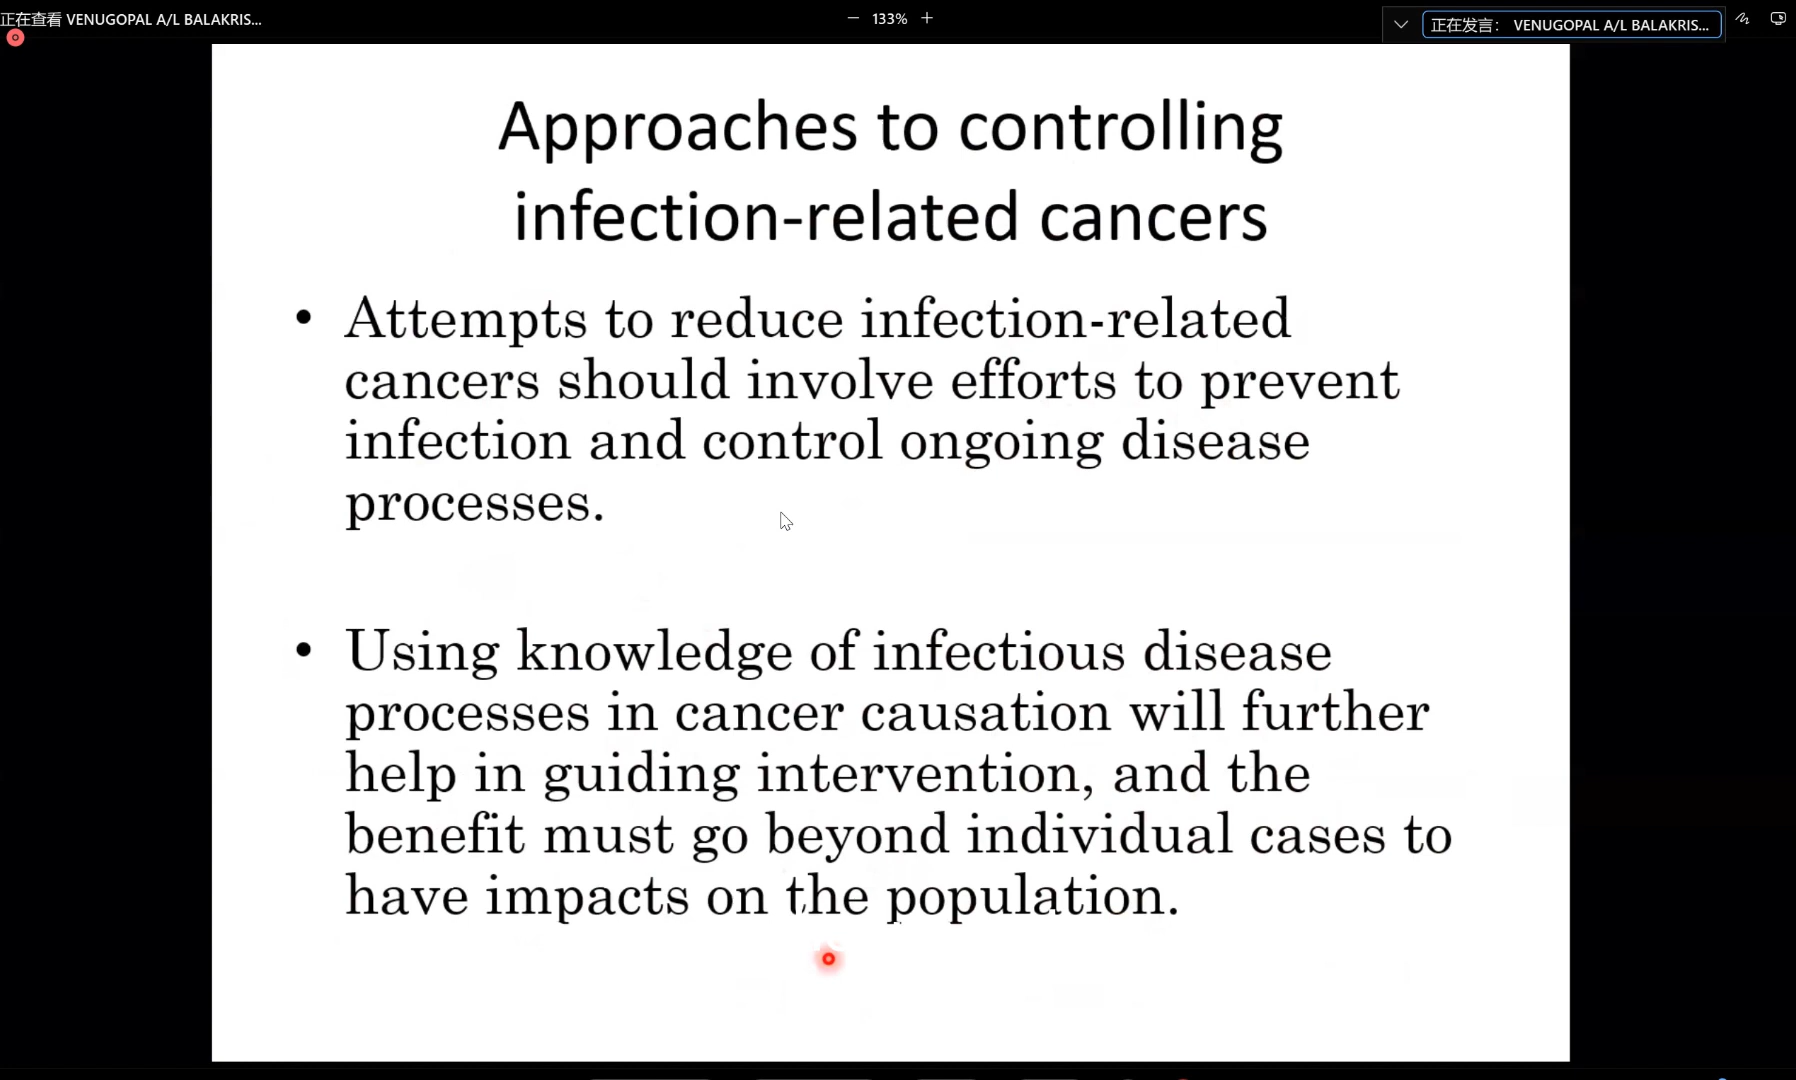 正在查看 VENUGOPAL A/L BALAKRIS...
133%
正在发言: VENUGOPAL A/L BALAKRIS...
Approaches to controlling
infection-related cancers
• Attempts to reduce infection-related
cancers should involve efforts to prevent
infection and control ongoing disease
processes.
• Using knowledge of infectious disease
processes in cancer causation will further
help in guiding intervention, and the
benefit must go beyond individual cases to
have impacts on the population.